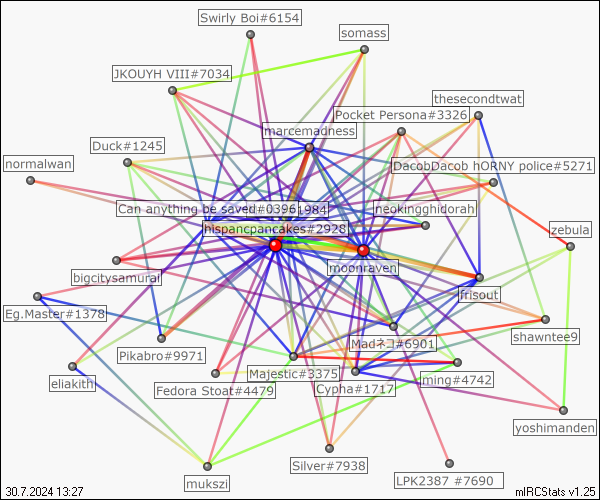 Swirly Boi#6154
somass
JKOUYH VIII#7034
thesecondtwat
Pocket Persona#3326
marcemadness
Duck#1245
normalwan
DacobDacob hORNY police#5271
Can anything be saved#0396
1984
neokingghidorah
hispancpancakes#2928
zebula
moonraven
bigcitysamurai
frisout
Eg.Master#1378
shawntee9
Madネコ#6901
Pikabro#9971
Majestic#3375
ming#4742
eliakith
Fedora Stoat#4479
Cypha#1717
yoshimanden
Silver#7938
LPK2387 #7690
mukszi
30.7.2024 13:27
mIRCStats v1.25